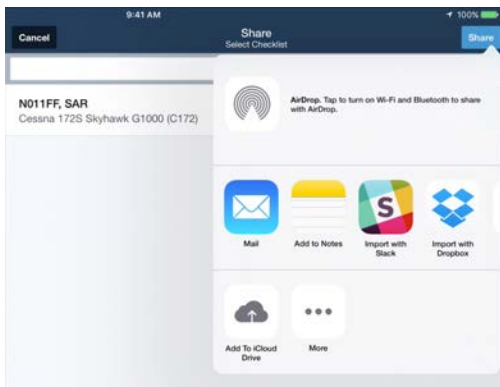 9:41 AM
100%
Cancel
Share
Select Checklist
Share
N011FF, SAR
Cessna 172S Skyhawk G1000 (C172)
AirDrop. Tap to turn on Wi-Fi and Bluetooth to share
with AirDrop.
Mail
Add to Notes
Import with
Slack
Import with
Dropbox
Add To iCloud
Drive
More